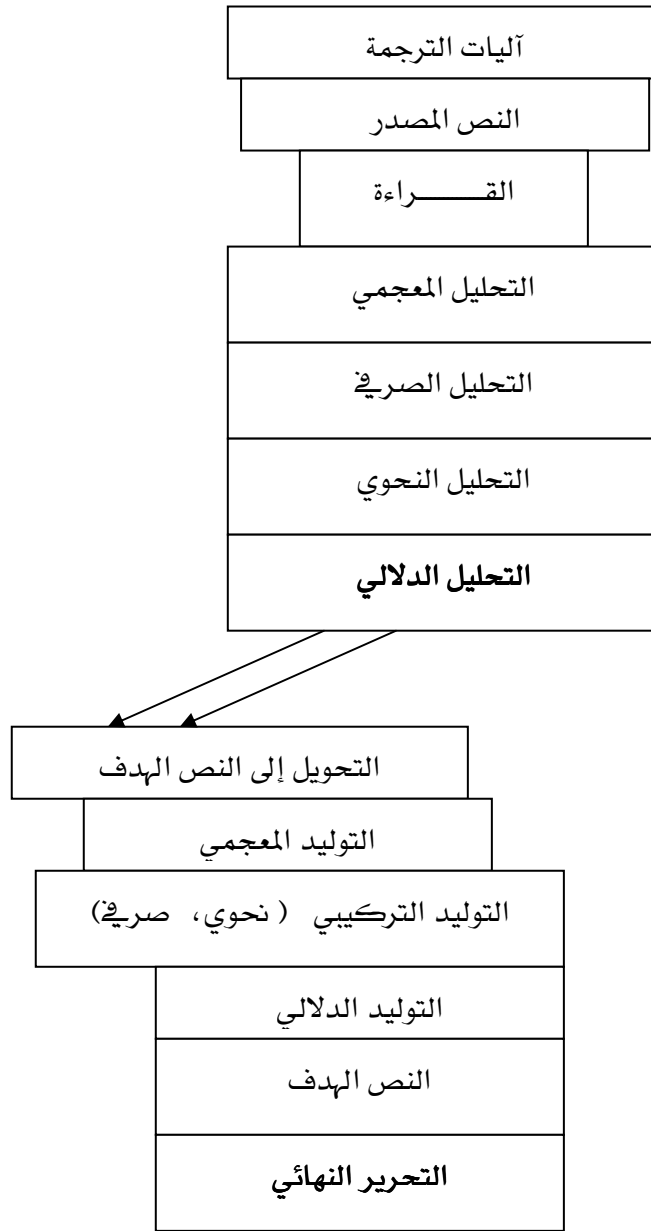 آليات الترجمة
النص المصدر
القـــــــراءة
التحليل المعجمي
التحليل الصرفي
التحليل النحوي
التحليل الدلالي
التحويل إلى النص الهدف
التوليد المعجمي
التوليد التركيبي ( نحوي، صرفي)
التوليد الدلالي
النص الهدف
التحرير النهائي